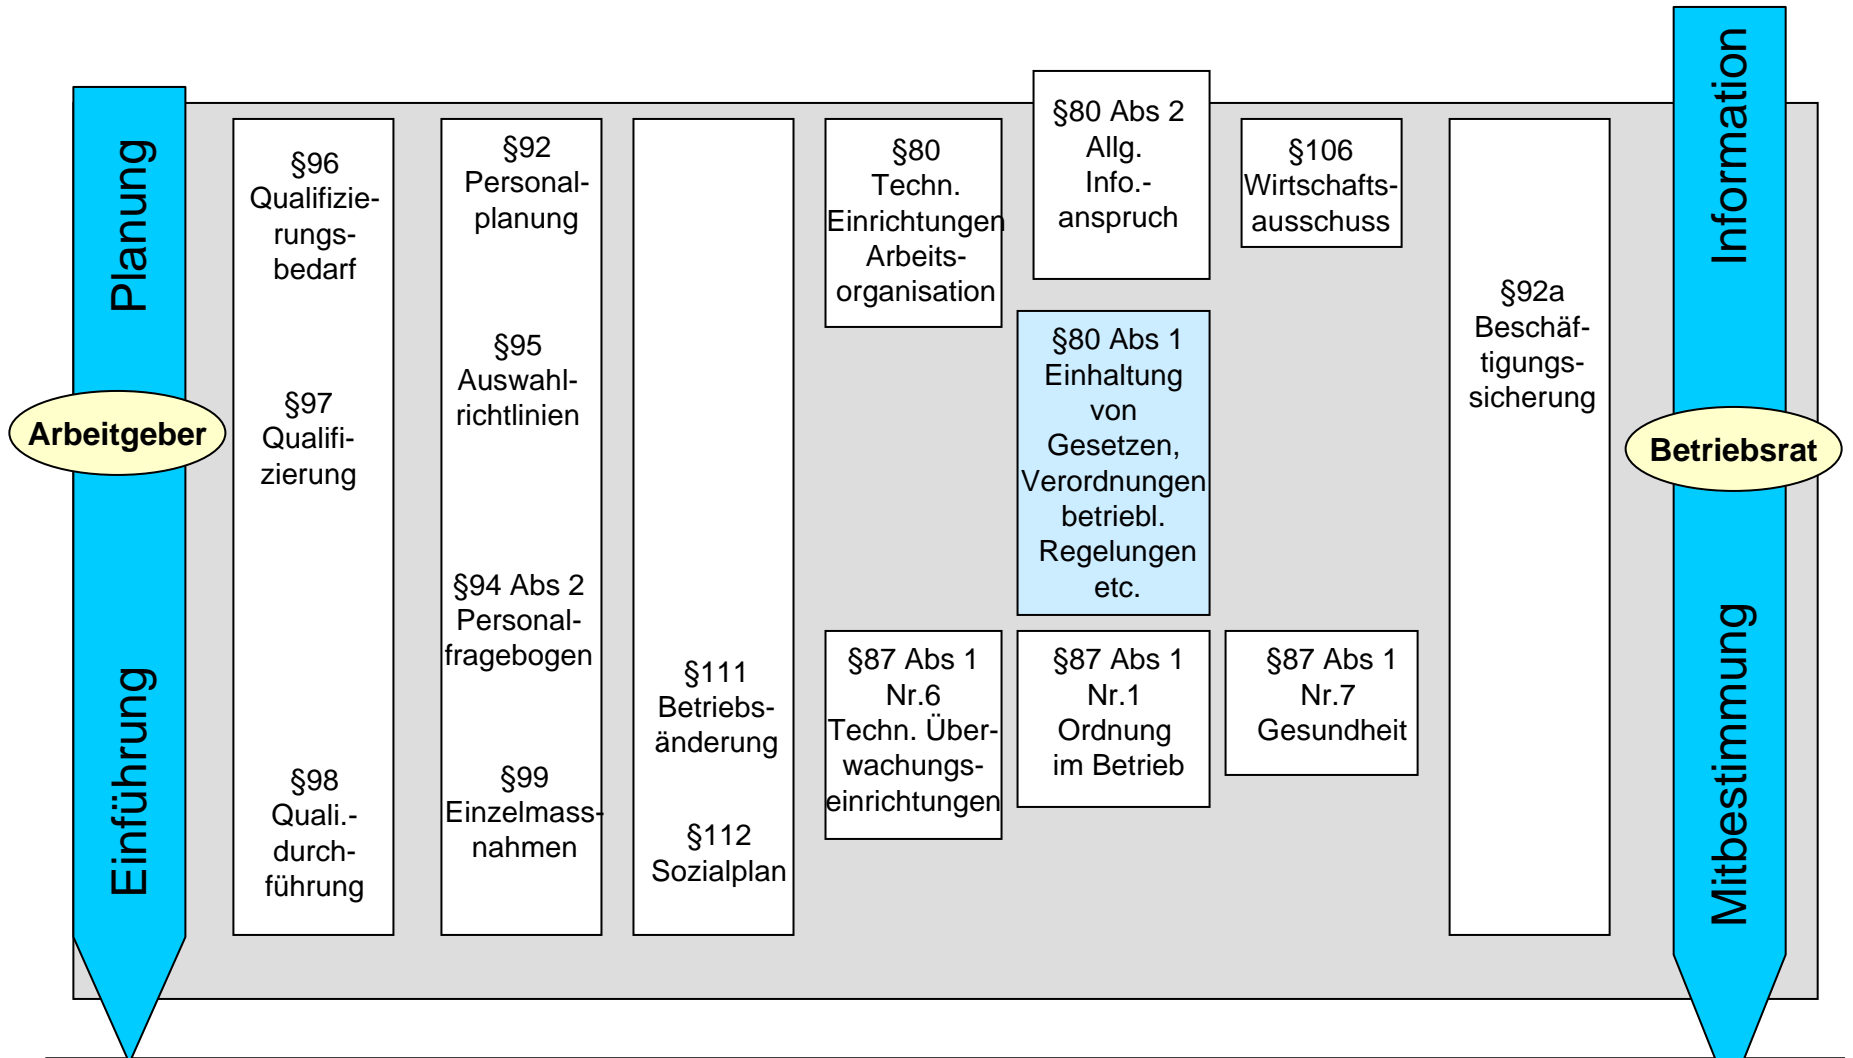 Planung
Einführung
Arbeitgeber
§96
Qualifizie-
rungs-
bedarf
§97
Qualifi-
zierung
§98
Quali.-
durch-
führung
§92
Personal-
planung
§95
Auswahl-
richtlinien
§94 Abs 2
Personal-
fragebogen
§99
Einzelmass-
nahmen
§111
Betriebs-
änderung
§112
Sozialplan
§80
Techn.
Einrichtungen
Arbeits-
organisation
§87 Abs 1
Nr.6
Techn. Über-
wachungs-
einrichtungen
§80 Abs 2
Allg.
Info.-
anspruch
§80 Abs 1
Einhaltung
von
Gesetzen,
Verordnungen
betriebl.
Regelungen
etc.
§87 Abs 1
Nr.1
Ordnung
im Betrieb
§106
Wirtschafts-
ausschuss
§87 Abs 1
Nr.7
Gesundheit
§92a
Beschäf-
tigungs-
sicherung
Information
Mitbestimmung
Betriebsrat